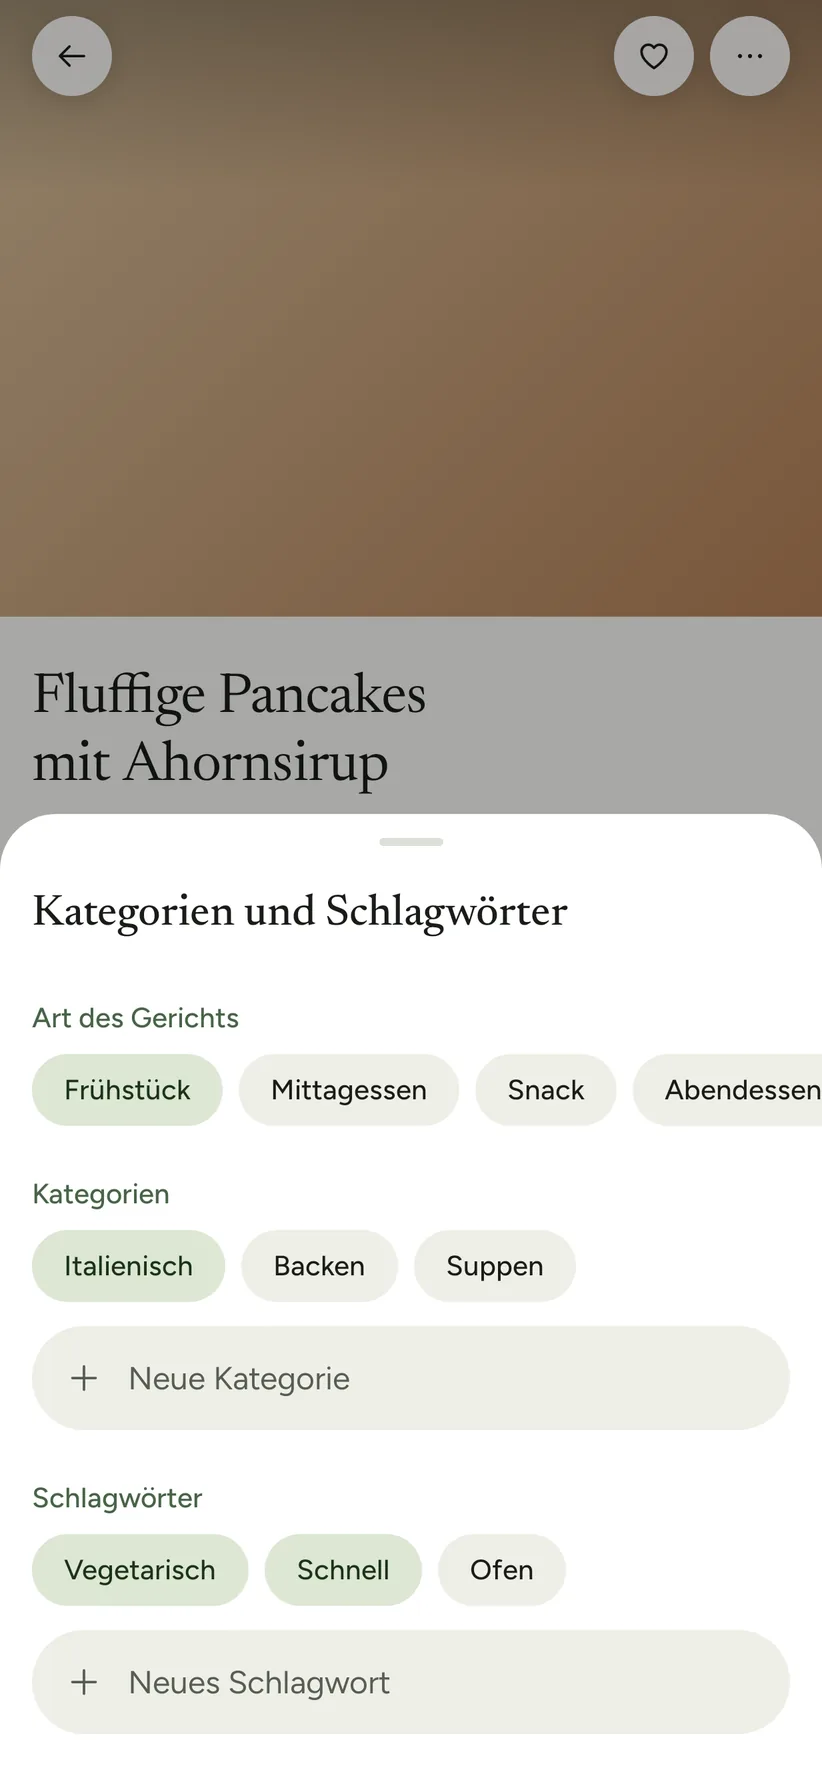 Fluffige Pancakes
mit Ahornsirup
Kategorien und Schlagwörter
Art des Gerichts
Frühstück Mittagessen Snack Abendessen
Kategorien
Italienisch Backen Suppen
Neue Kategorie
Schlagwörter
Vegetarisch Schnell Ofen
Neues Schlagwort